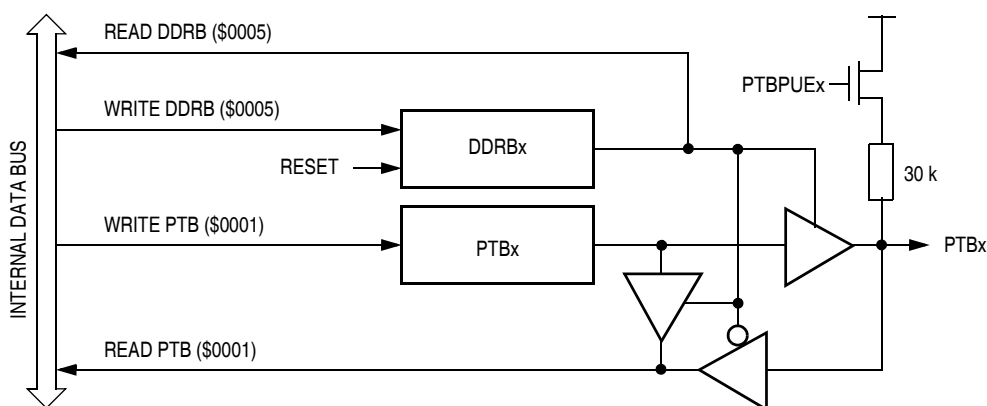 READ DDRB ($0005)
PTBPUEx
WRITE DDRB ($0005)
DDRBx
RESET
30 k
INTERNAL DATA BUS
WRITE PTB ($0001)
PTBx
PTBx
READ PTB ($0001)